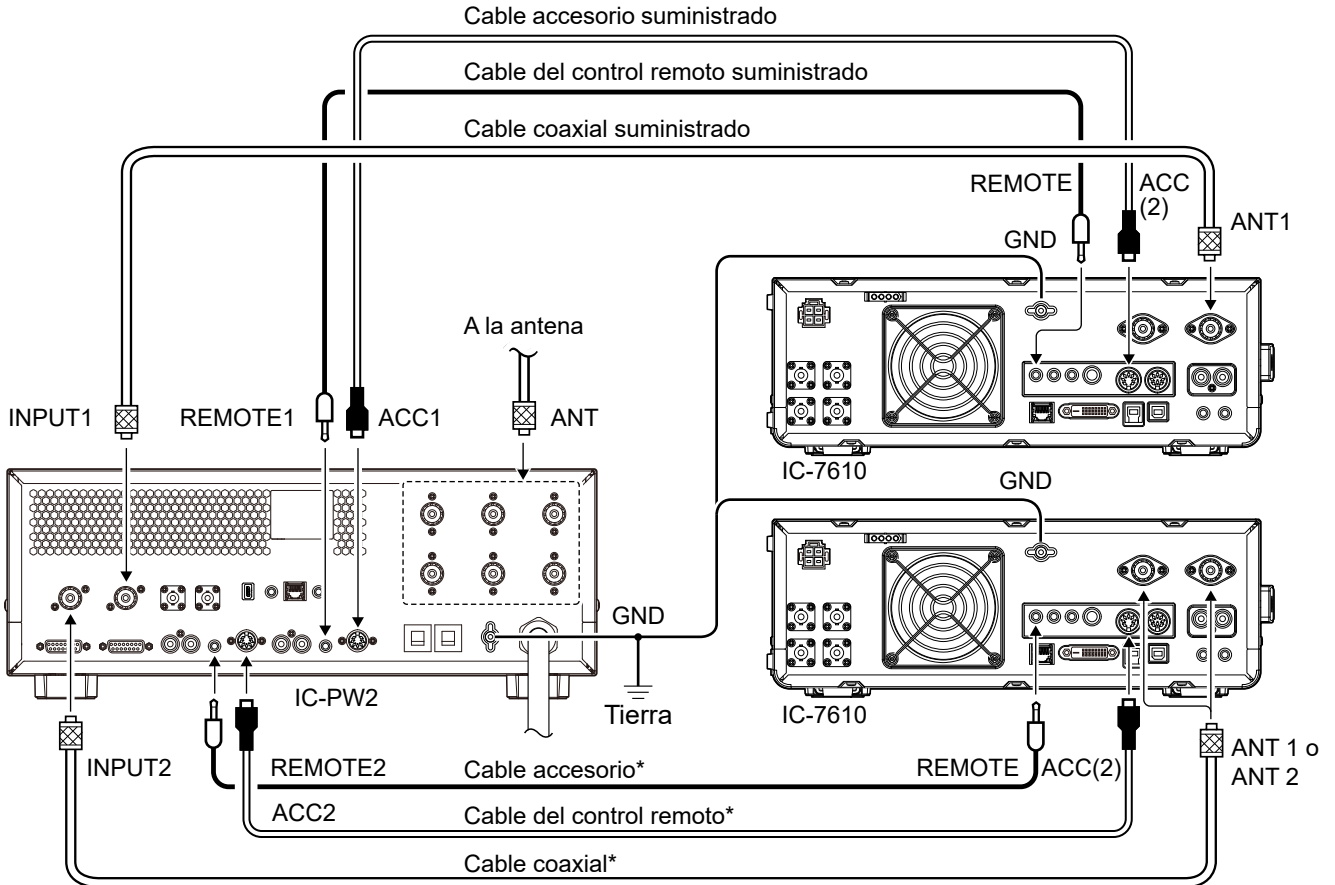 Cable accesorio suministrado
Cable del control remoto suministrado
Cable coaxial suministrado
REMOTE
ACC
(2)
ANT1
GND
A la antena
INPUT1
REMOTE1
ACC1
ANT
IC-7610
GND
GND
IC-PW2
Tierra
IC-7610
INPUT2
REMOTE2
Cable accesorio*
REMOTE
ACC(2)
ANT 1 o
ANT 2
ACC2
Cable del control remoto*
Cable coaxial*